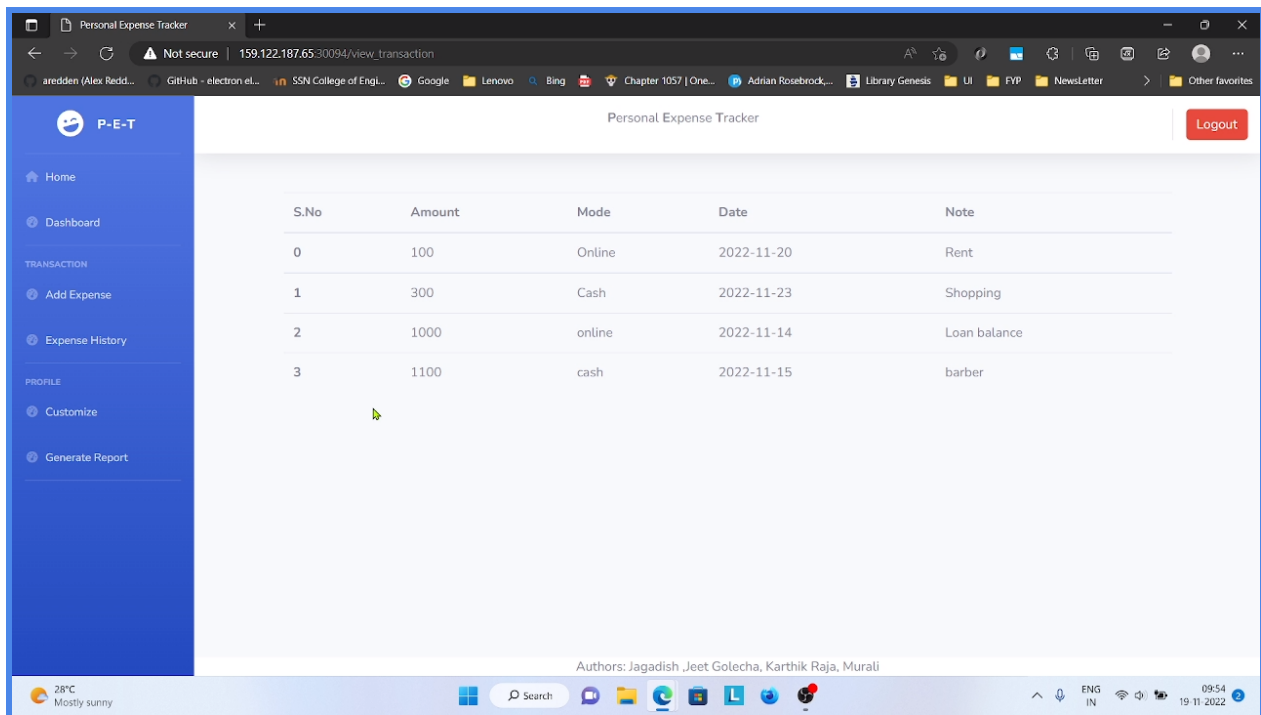 Personal Expense Tracker
Not secure | 159.122.187.65:30094/view_transaction
aredden (Alex Redd... GitHub - electron el... SSN College of Engi... Google Lenovo Bing Chapter 1057 | One... Adrian Rosebrock,... Library Genesis UI FYP NewsLetter Other favorites
P-E-T
Personal Expense Tracker
Logout
Home
Dashboard
TRANSACTION
Add Expense
Expense History
PROFILE
Customize
Generate Report
S.No Amount Mode Date Note
0 100 Online 2022-11-20 Rent
1 300 Cash 2022-11-23 Shopping
2 1000 online 2022-11-14 Loan balance
3 1100 cash 2022-11-15 barber
Authors: Jagadish ,Jeet Golecha, Karthik Raja, Murali
28°C
Mostly sunny
Search
ENG
IN
09:54
19-11-2022
2